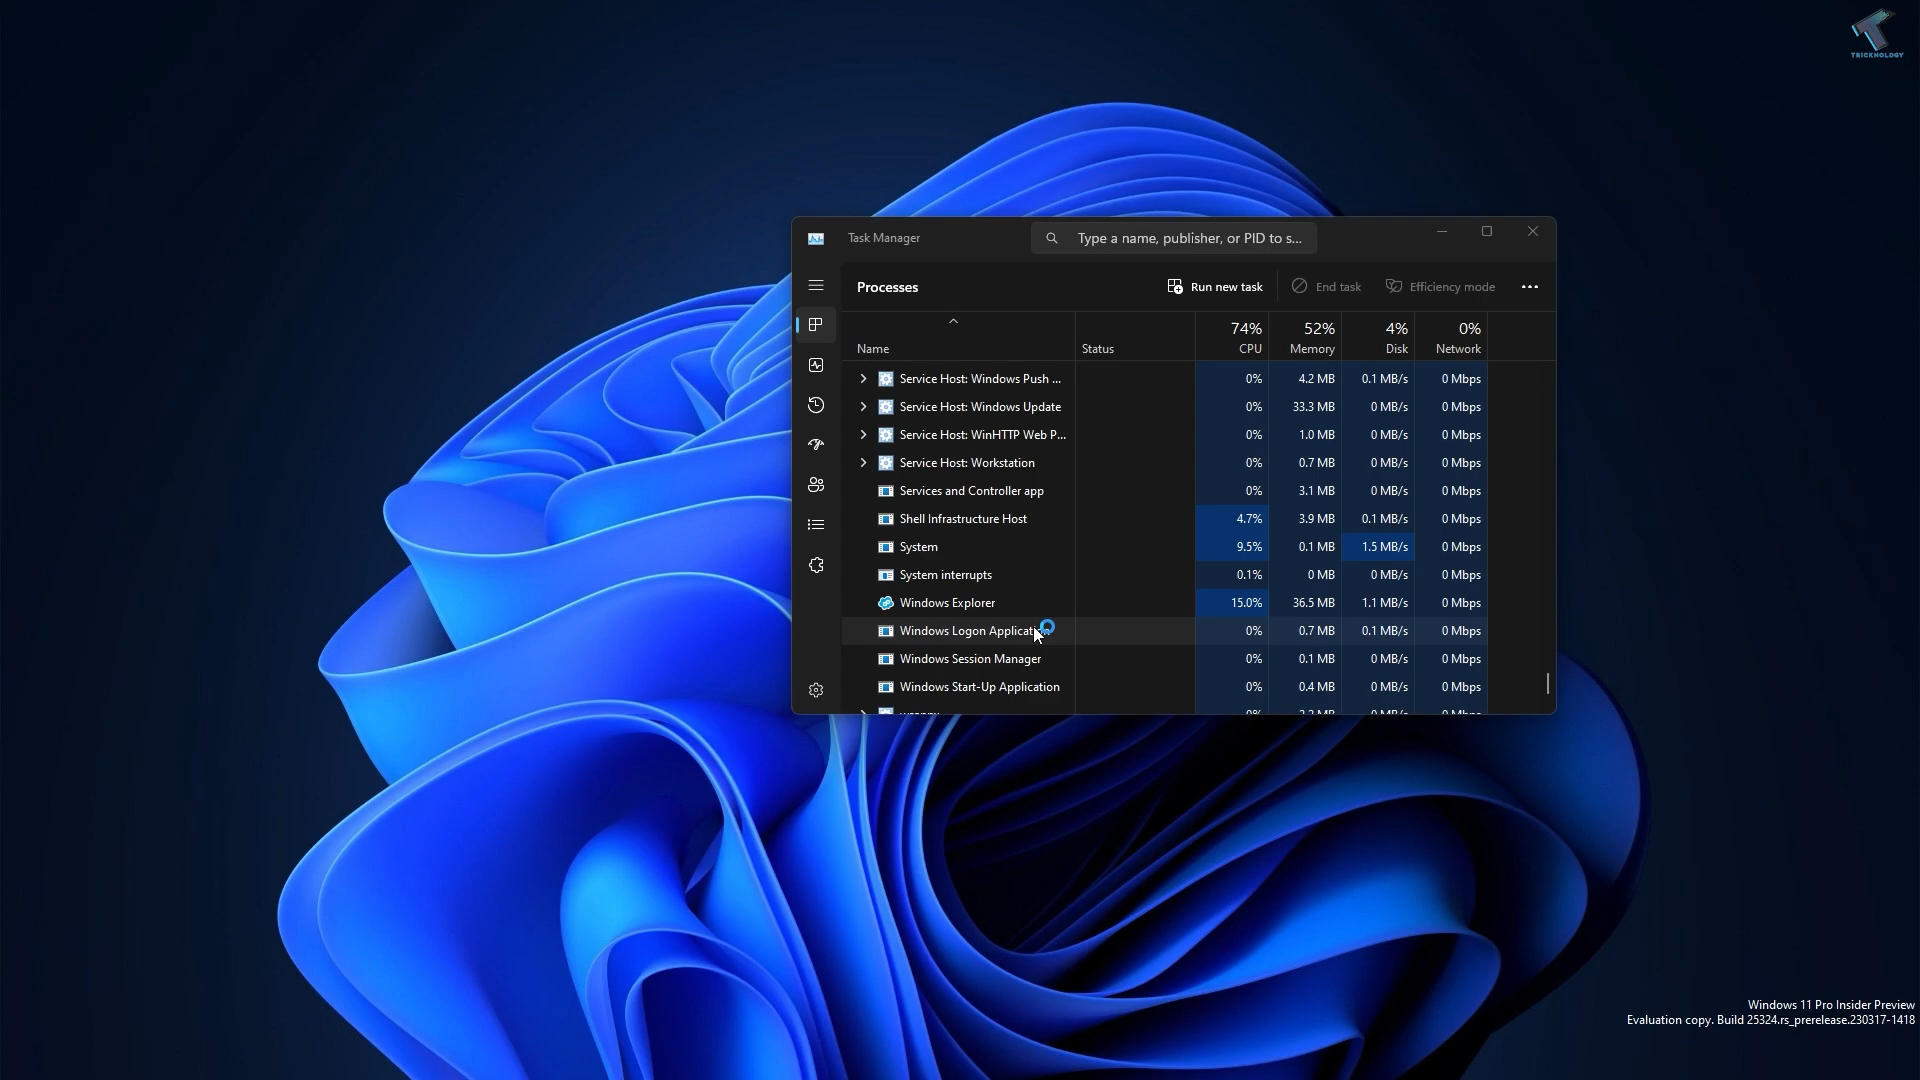 TRICKNOLOGY
Task Manager
Type a name, publisher, or PID to s...
Processes
Run new task
End task
Efficiency mode
74% 52% 4% 0%
Name Status CPU Memory Disk Network
Service Host: Windows Push ... 0% 4.2 MB 0.1 MB/s 0 Mbps
Service Host: Windows Update 0% 33.3 MB 0 MB/s 0 Mbps
Service Host: WinHTTP Web P... 0% 1.0 MB 0 MB/s 0 Mbps
Service Host: Workstation 0% 0.7 MB 0 MB/s 0 Mbps
Services and Controller app 0% 3.1 MB 0 MB/s 0 Mbps
Shell Infrastructure Host 4.7% 3.9 MB 0.1 MB/s 0 Mbps
System 9.5% 0.1 MB 1.5 MB/s 0 Mbps
System interrupts 0.1% 0 MB 0 MB/s 0 Mbps
Windows Explorer 15.0% 36.5 MB 1.1 MB/s 0 Mbps
Windows Logon Application 0% 0.7 MB 0.1 MB/s 0 Mbps
Windows Session Manager 0% 0.1 MB 0 MB/s 0 Mbps
Windows Start-Up Application 0% 0.4 MB 0 MB/s 0 Mbps
Windows 11 Pro Insider Preview
Evaluation copy. Build 25324.rs_prerelease.230317-1418